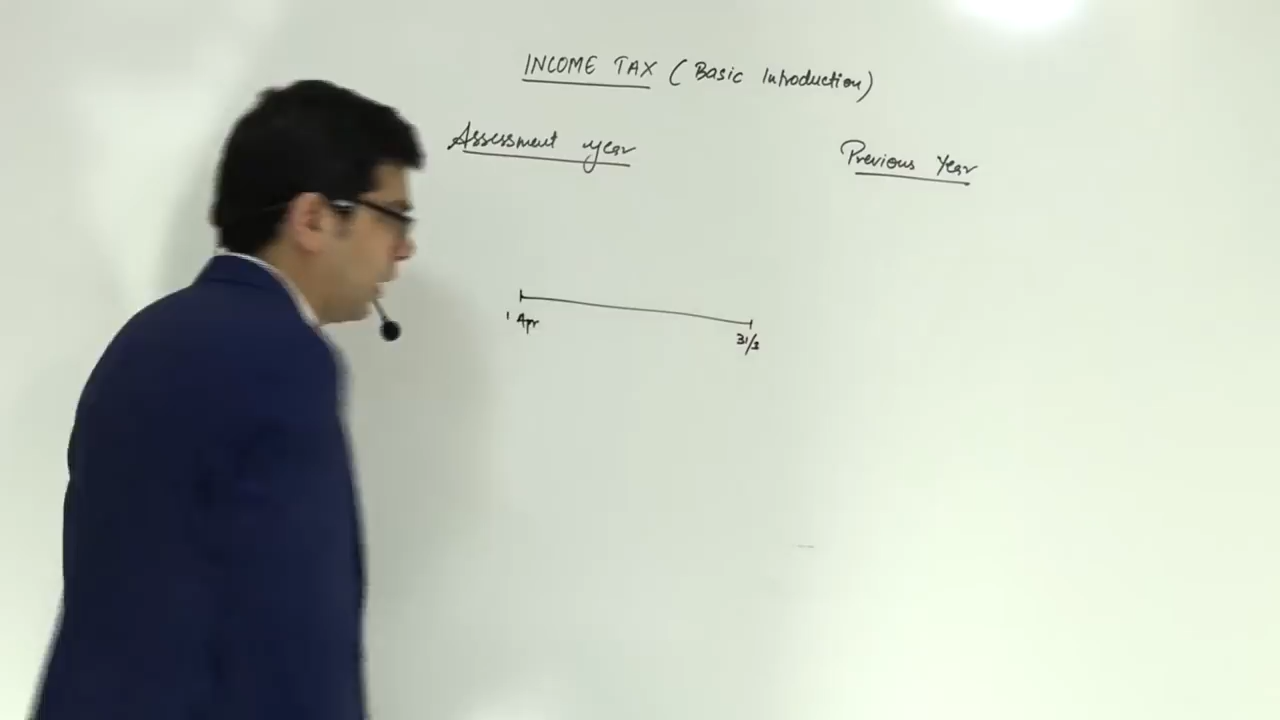 INCOME TAX (Basic Introduction)
Assessment year
Previous Year
1 Apr
31/3